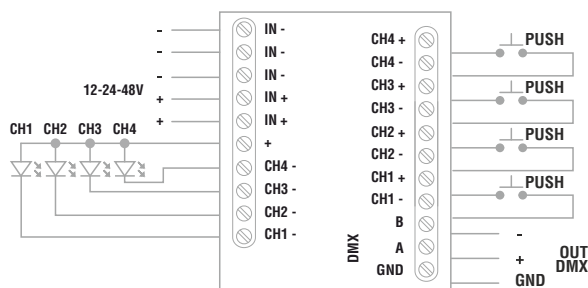 - IN -
- IN -
- IN -
12-24-48V
+ IN +
+ IN +
CH1 CH2 CH3 CH4
+
CH4 -
CH3 -
CH2 -
CH1 -
CH4 +
CH4 -
CH3 +
CH3 -
CH2 +
CH2 -
CH1 +
CH1 -
B
A
GND
DMX
PUSH
PUSH
PUSH
PUSH
-
+
GND
OUT
DMX